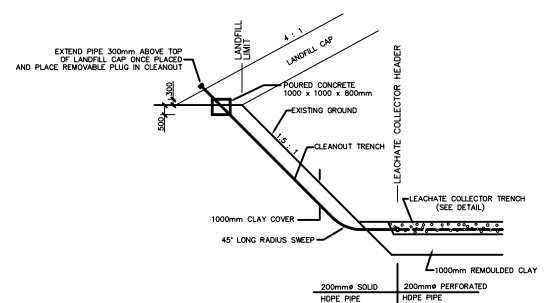 4 : 1
LANDFILL
LIMIT
LANDFILL CAP
EXTEND PIPE 300mm ABOVE TOP
OF LANDFILL CAP ONCE PLACED
AND PLACE REMOVABLE PLUG IN CLEANOUT
POURED CONCRETE
1000 x 1000 x 800mm
300
500
EXISTING GROUND
LEACHATE COLLECTOR HEADER
1.5 : 1
CLEANOUT TRENCH
LEACHATE COLLECTOR TRENCH
(SEE DETAIL)
1000mm CLAY COVER
45° LONG RADIUS SWEEP
1000mm REMOULDED CLAY
200mmø SOLID
HDPE PIPE
200mmø PERFORATED
HDPE PIPE